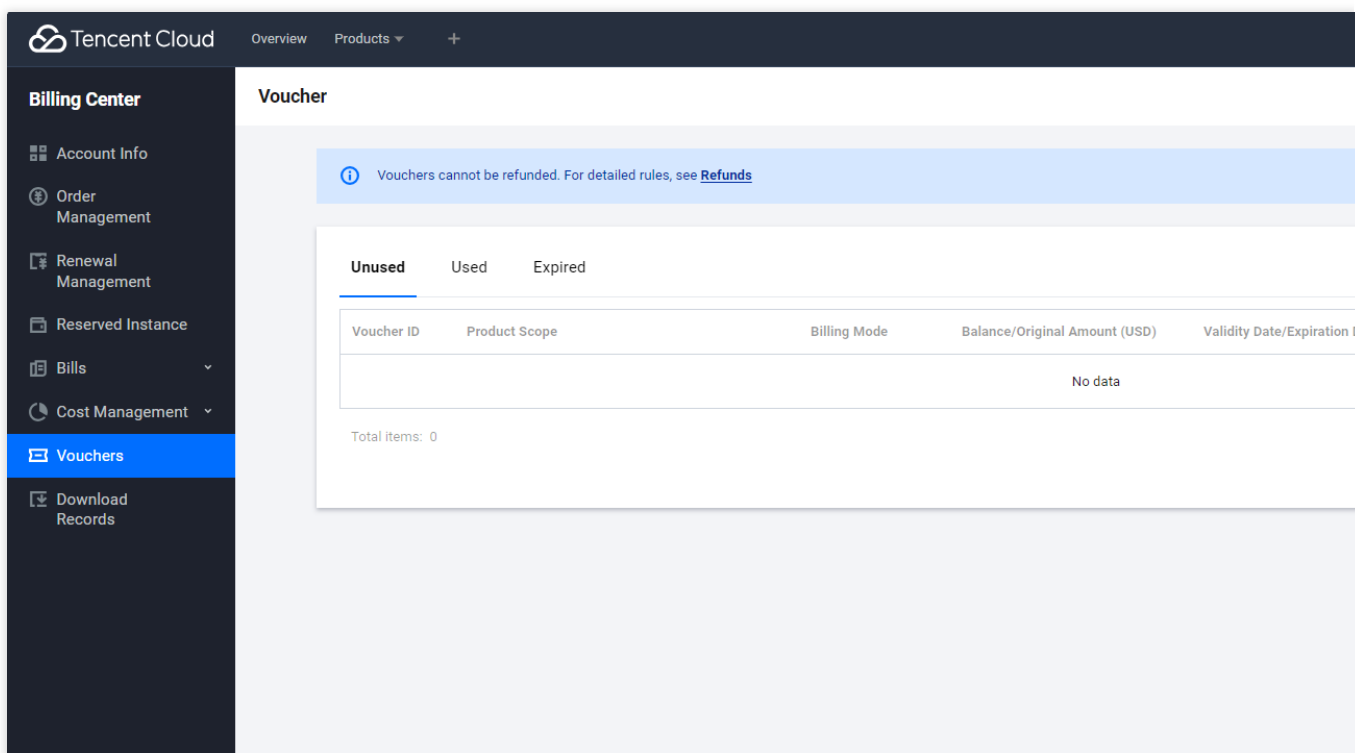 Tencent Cloud Overview Products +
Billing Center
Voucher
Account Info
Vouchers cannot be refunded. For detailed rules, see Refunds
Order
Management
Renewal
Management
Unused Used Expired
Reserved Instance
Voucher ID Product Scope Billing Mode Balance/Original Amount (USD) Validity Date/Expiration
Bills
No data
Cost Management
Total items: 0
Vouchers
Download
Records